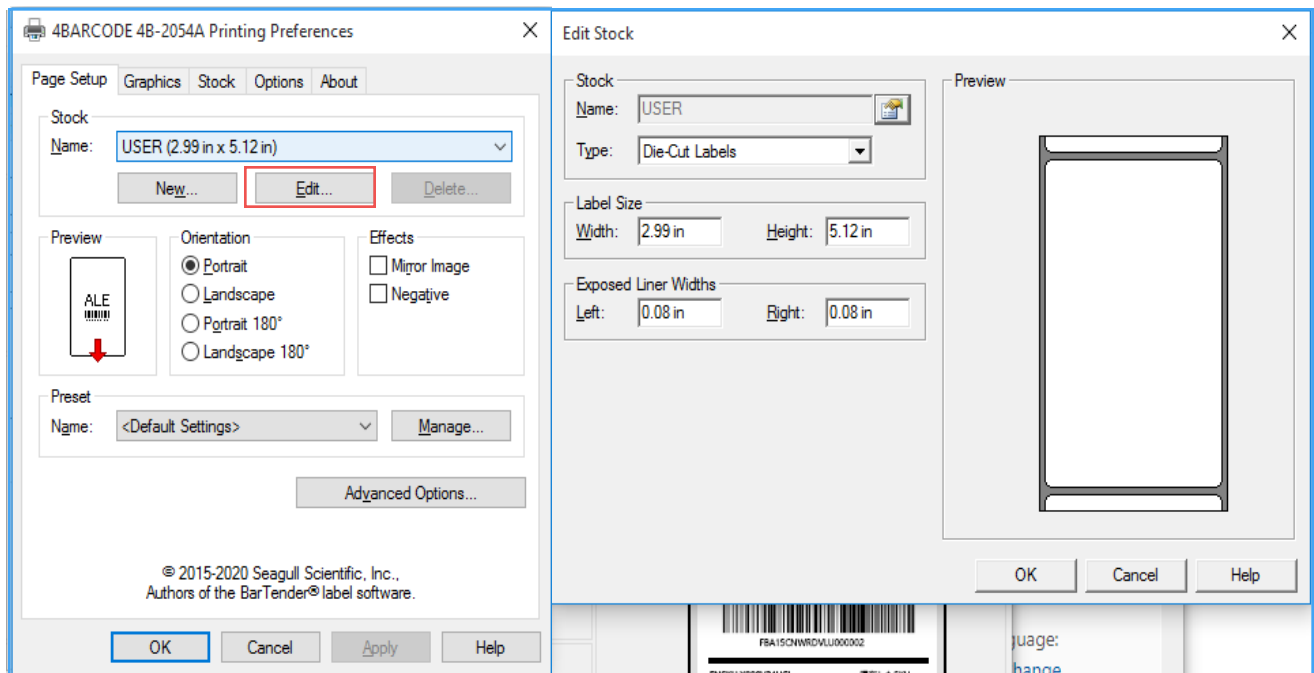 4BARCODE 4B-2054A Printing Preferences
Page Setup Graphics Stock Options About
Stock
Name: USER (2.99 in x 5.12 in)
New... Edit... Delete...
Preview
ALE
Orientation
Portrait
Landscape
Portrait 180°
Landscape 180°
Effects
Mirror Image
Negative
Preset
Name: <Default Settings> Manage...
Advanced Options...
© 2015-2020 Seagull Scientific, Inc.,
Authors of the BarTender® label software.
OK Cancel Apply Help
Edit Stock
Stock
Name: USER
Type: Die-Cut Labels
Label Size
Width: 2.99 in Height: 5.12 in
Exposed Liner Widths
Left: 0.08 in Right: 0.08 in
Preview
OK Cancel Help
FBA15CNWRDVLU000002
guage:
hange